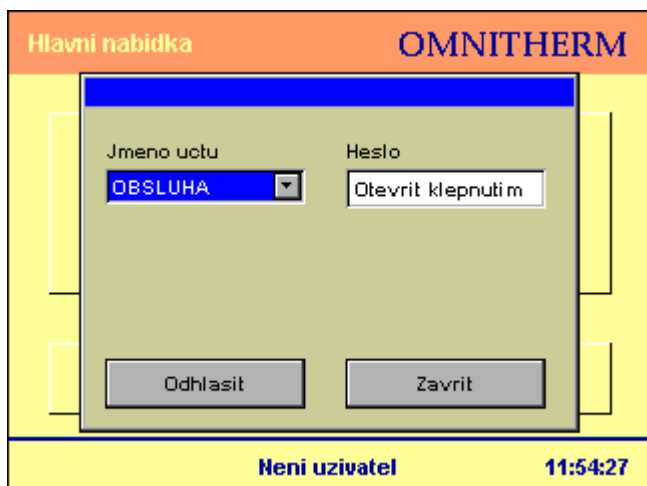 Hlavni nabidka OMNITHERM
Jmeno uctu Heslo
OBSLUHA Otevrit klepnutim
Odhlasit Zavrit
Neni uzivatel 11:54:27